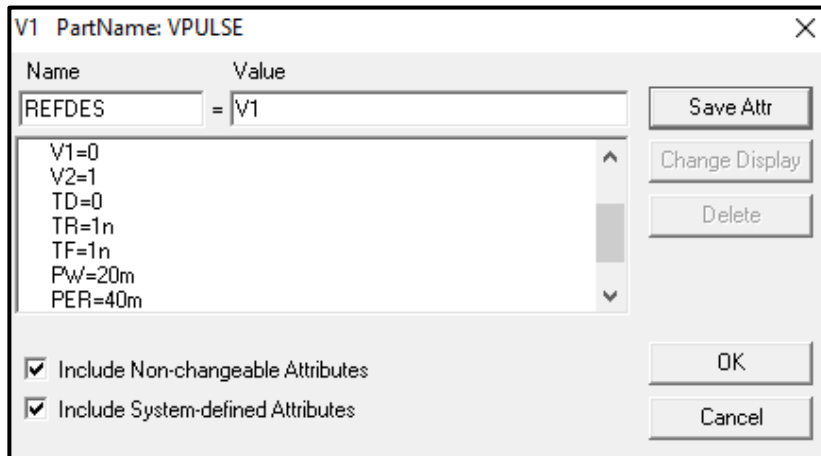 V1 PartName: VPULSE
Name Value
REFDES = V1
Save Attr
V1=0
V2=1
TD=0
TR=1n
TF=1n
PW=20m
PER=40m
Change Display
Delete
Include Non-changeable Attributes
Include System-defined Attributes
OK
Cancel